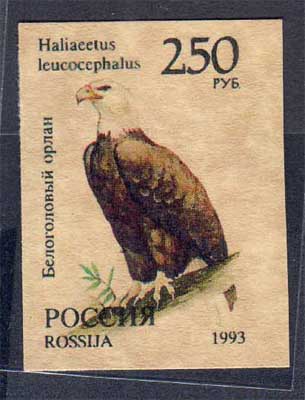 Haliaeetus
leucocephalus
250
РУБ.
Белоголовый орлан
РОССИЯ
ROSSIJA
1993